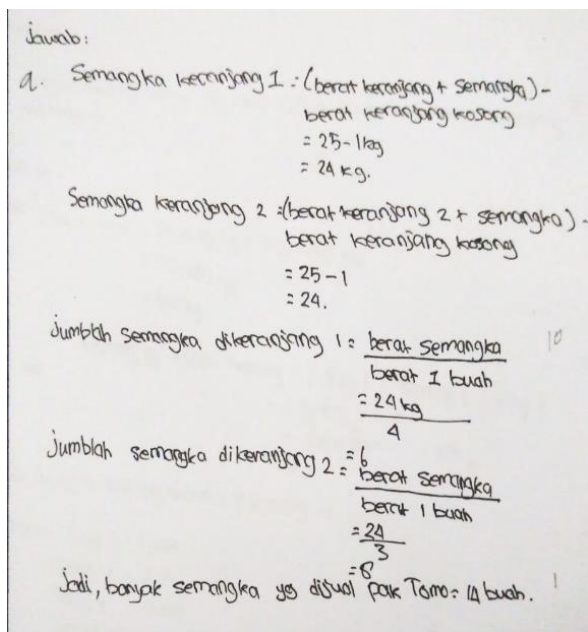 Jawab:
a. Semangka keranjang 1 : (berat keranjang + semangka) -
berat keranjang kosong
= 25 - 1kg
= 24 kg.
Semangka keranjang 2 : (berat keranjang 2 + semangka) -
berat keranjang kosong
= 25 - 1
= 24.
Jumblah semangka dikeranjang 1 = berat semangka
berat 1 buah
10
= 24 kg
4
= 6
Jumblah semangka dikeranjang 2 = berat semangka
berat 1 buah
= 24
3
= 8
Jadi, banyak semangka yg dijual pak Tomo = 14 buah.